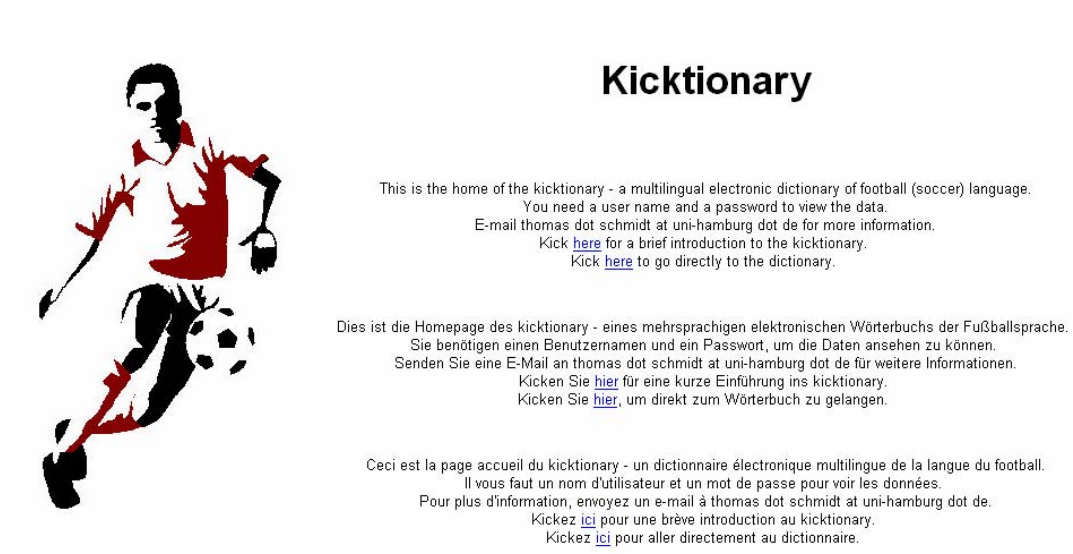 Kicktionary
This is the home of the kicktionary - a multilingual electronic dictionary of football (soccer) language.
You need a user name and a password to view the data.
E-mail thomas dot schmidt at uni-hamburg dot de for more information.
Kick here for a brief introduction to the kicktionary.
Kick here to go directly to the dictionary.
Dies ist die Homepage des kicktionary - eines mehrsprachigen elektronischen Wörterbuchs der Fußballsprache.
Sie benötigen einen Benutzernamen und ein Passwort, um die Daten ansehen zu können.
Senden Sie eine E-Mail an thomas dot schmidt at uni-hamburg dot de für weitere Informationen.
Kicken Sie hier für eine kurze Einführung ins kicktionary.
Kicken Sie hier, um direkt zum Wörterbuch zu gelangen.
Ceci est la page accueil du kicktionary - un dictionnaire électronique multilingue de la langue du football.
Il vous faut un nom d'utilisateur et un mot de passe pour voir les données.
Pour plus d'information, envoyez un e-mail à thomas dot schmidt at uni-hamburg dot de.
Kickez ici pour une brève introduction au kicktionary.
Kickez ici pour aller directement au dictionnaire.